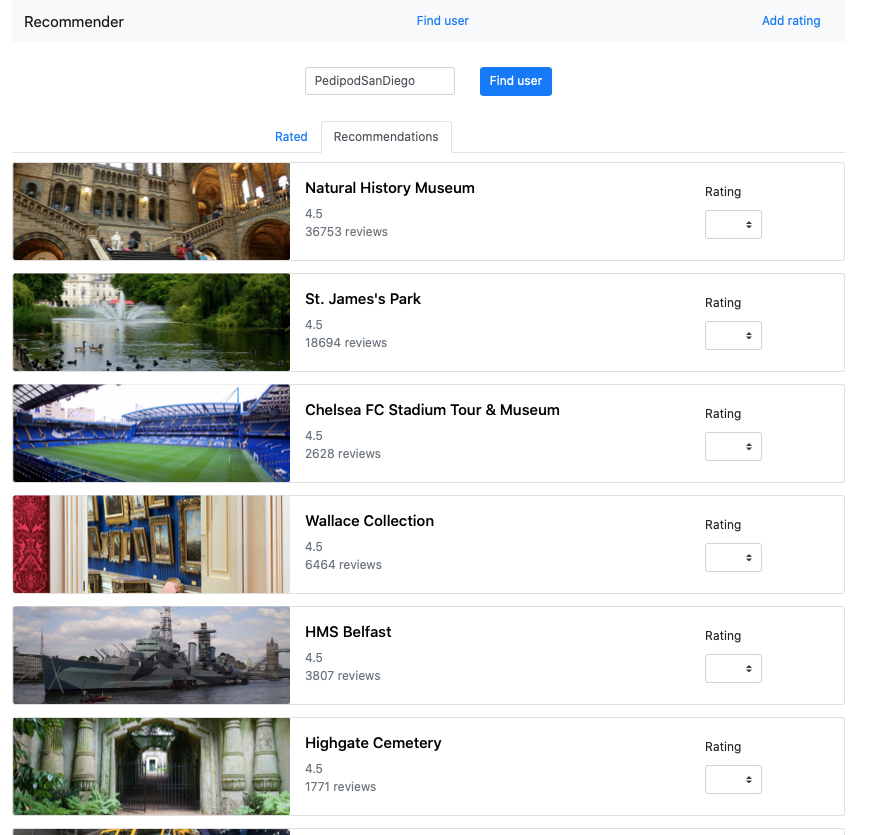 Recommender
Find user
Add rating
PedipodSanDiego
Find user
Rated
Recommendations
Natural History Museum
4.5
36753 reviews
Rating
St. James's Park
4.5
18694 reviews
Rating
Chelsea FC Stadium Tour & Museum
4.5
2628 reviews
Rating
Wallace Collection
4.5
6464 reviews
Rating
HMS Belfast
4.5
3807 reviews
Rating
Highgate Cemetery
4.5
1771 reviews
Rating